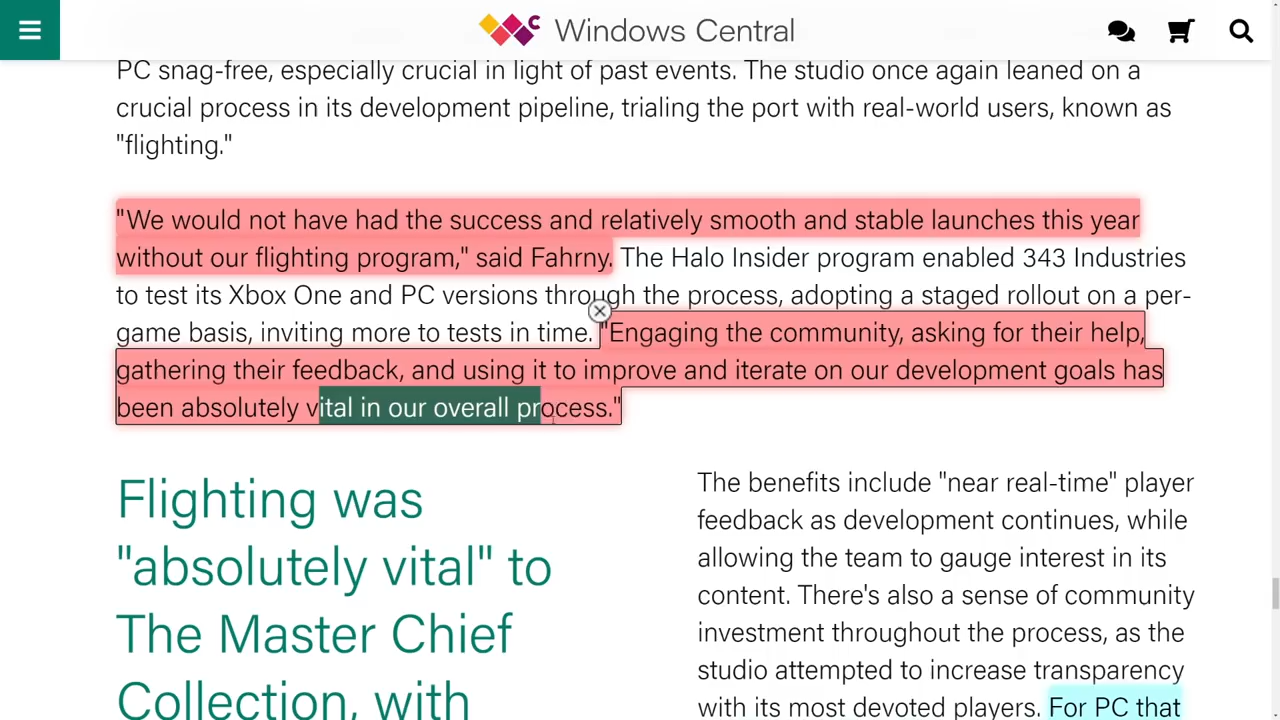 Windows Central
PC snag-free, especially crucial in light of past events. The studio once again leaned on a
crucial process in its development pipeline, trialing the port with real-world users, known as
"flighting."
"We would not have had the success and relatively smooth and stable launches this year
without our flighting program," said Fahrny. The Halo Insider program enabled 343 Industries
to test its Xbox One and PC versions through the process, adopting a staged rollout on a per-
game basis, inviting more to tests in time. "Engaging the community, asking for their help,
gathering their feedback, and using it to improve and iterate on our development goals has
been absolutely vital in our overall process."
Flighting was
"absolutely vital" to
The Master Chief
Collection, with
The benefits include "near real-time" player
feedback as development continues, while
allowing the team to gauge interest in its
content. There's also a sense of community
investment throughout the process, as the
studio attempted to increase transparency
with its most devoted players. For PC that